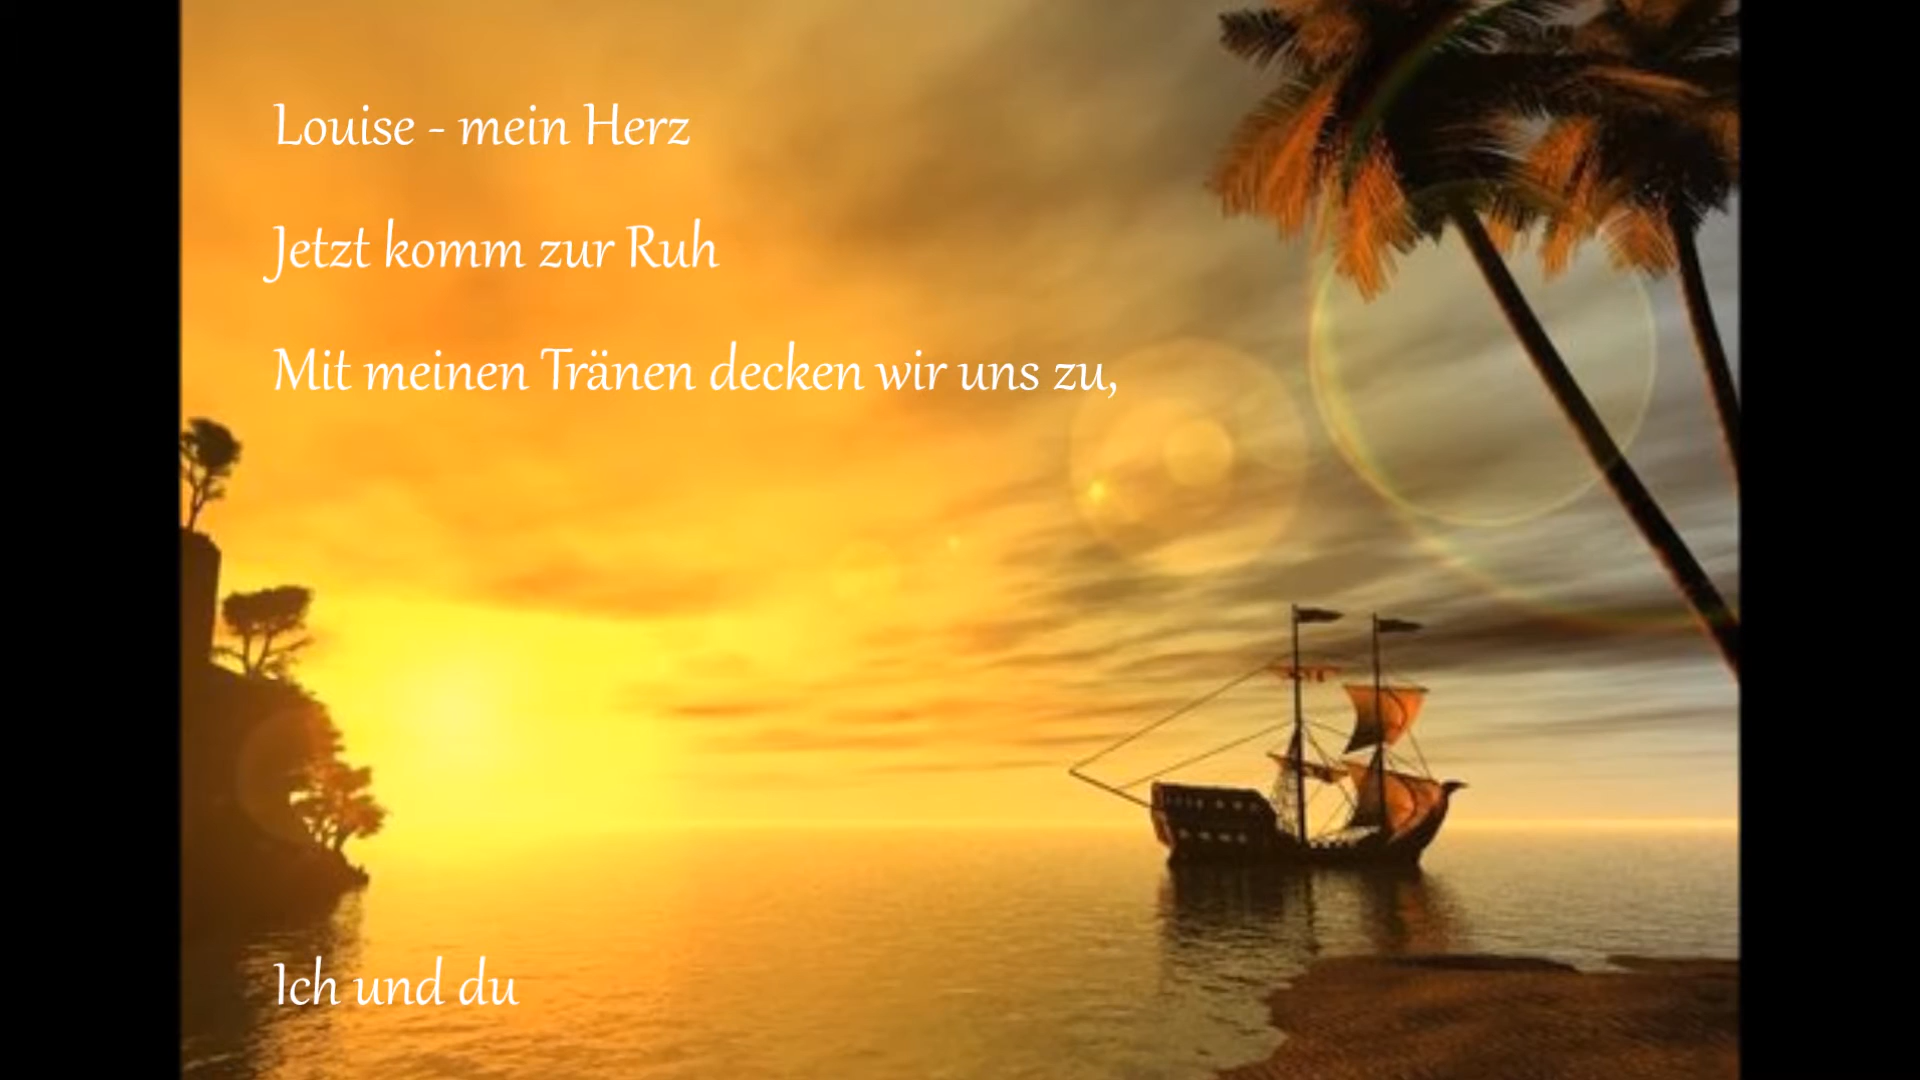 Louise - mein Herz
Jetzt komm zur Ruh
Mit meinen Tränen decken wir uns zu,
Ich und du